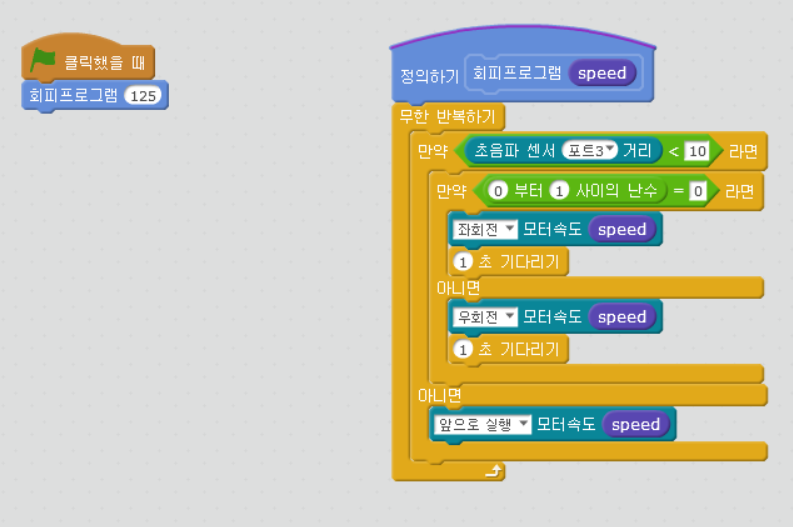 클릭했을 때
회피프로그램 125
정의하기 회피프로그램 speed
무한 반복하기
만약 초음파 센서 포트3 거리 < 10 라면
만약 0 부터 1 사이의 난수 = 0 라면
좌회전 모터속도 speed
1 초 기다리기
아니면
우회전 모터속도 speed
1 초 기다리기
아니면
앞으로 실행 모터속도 speed